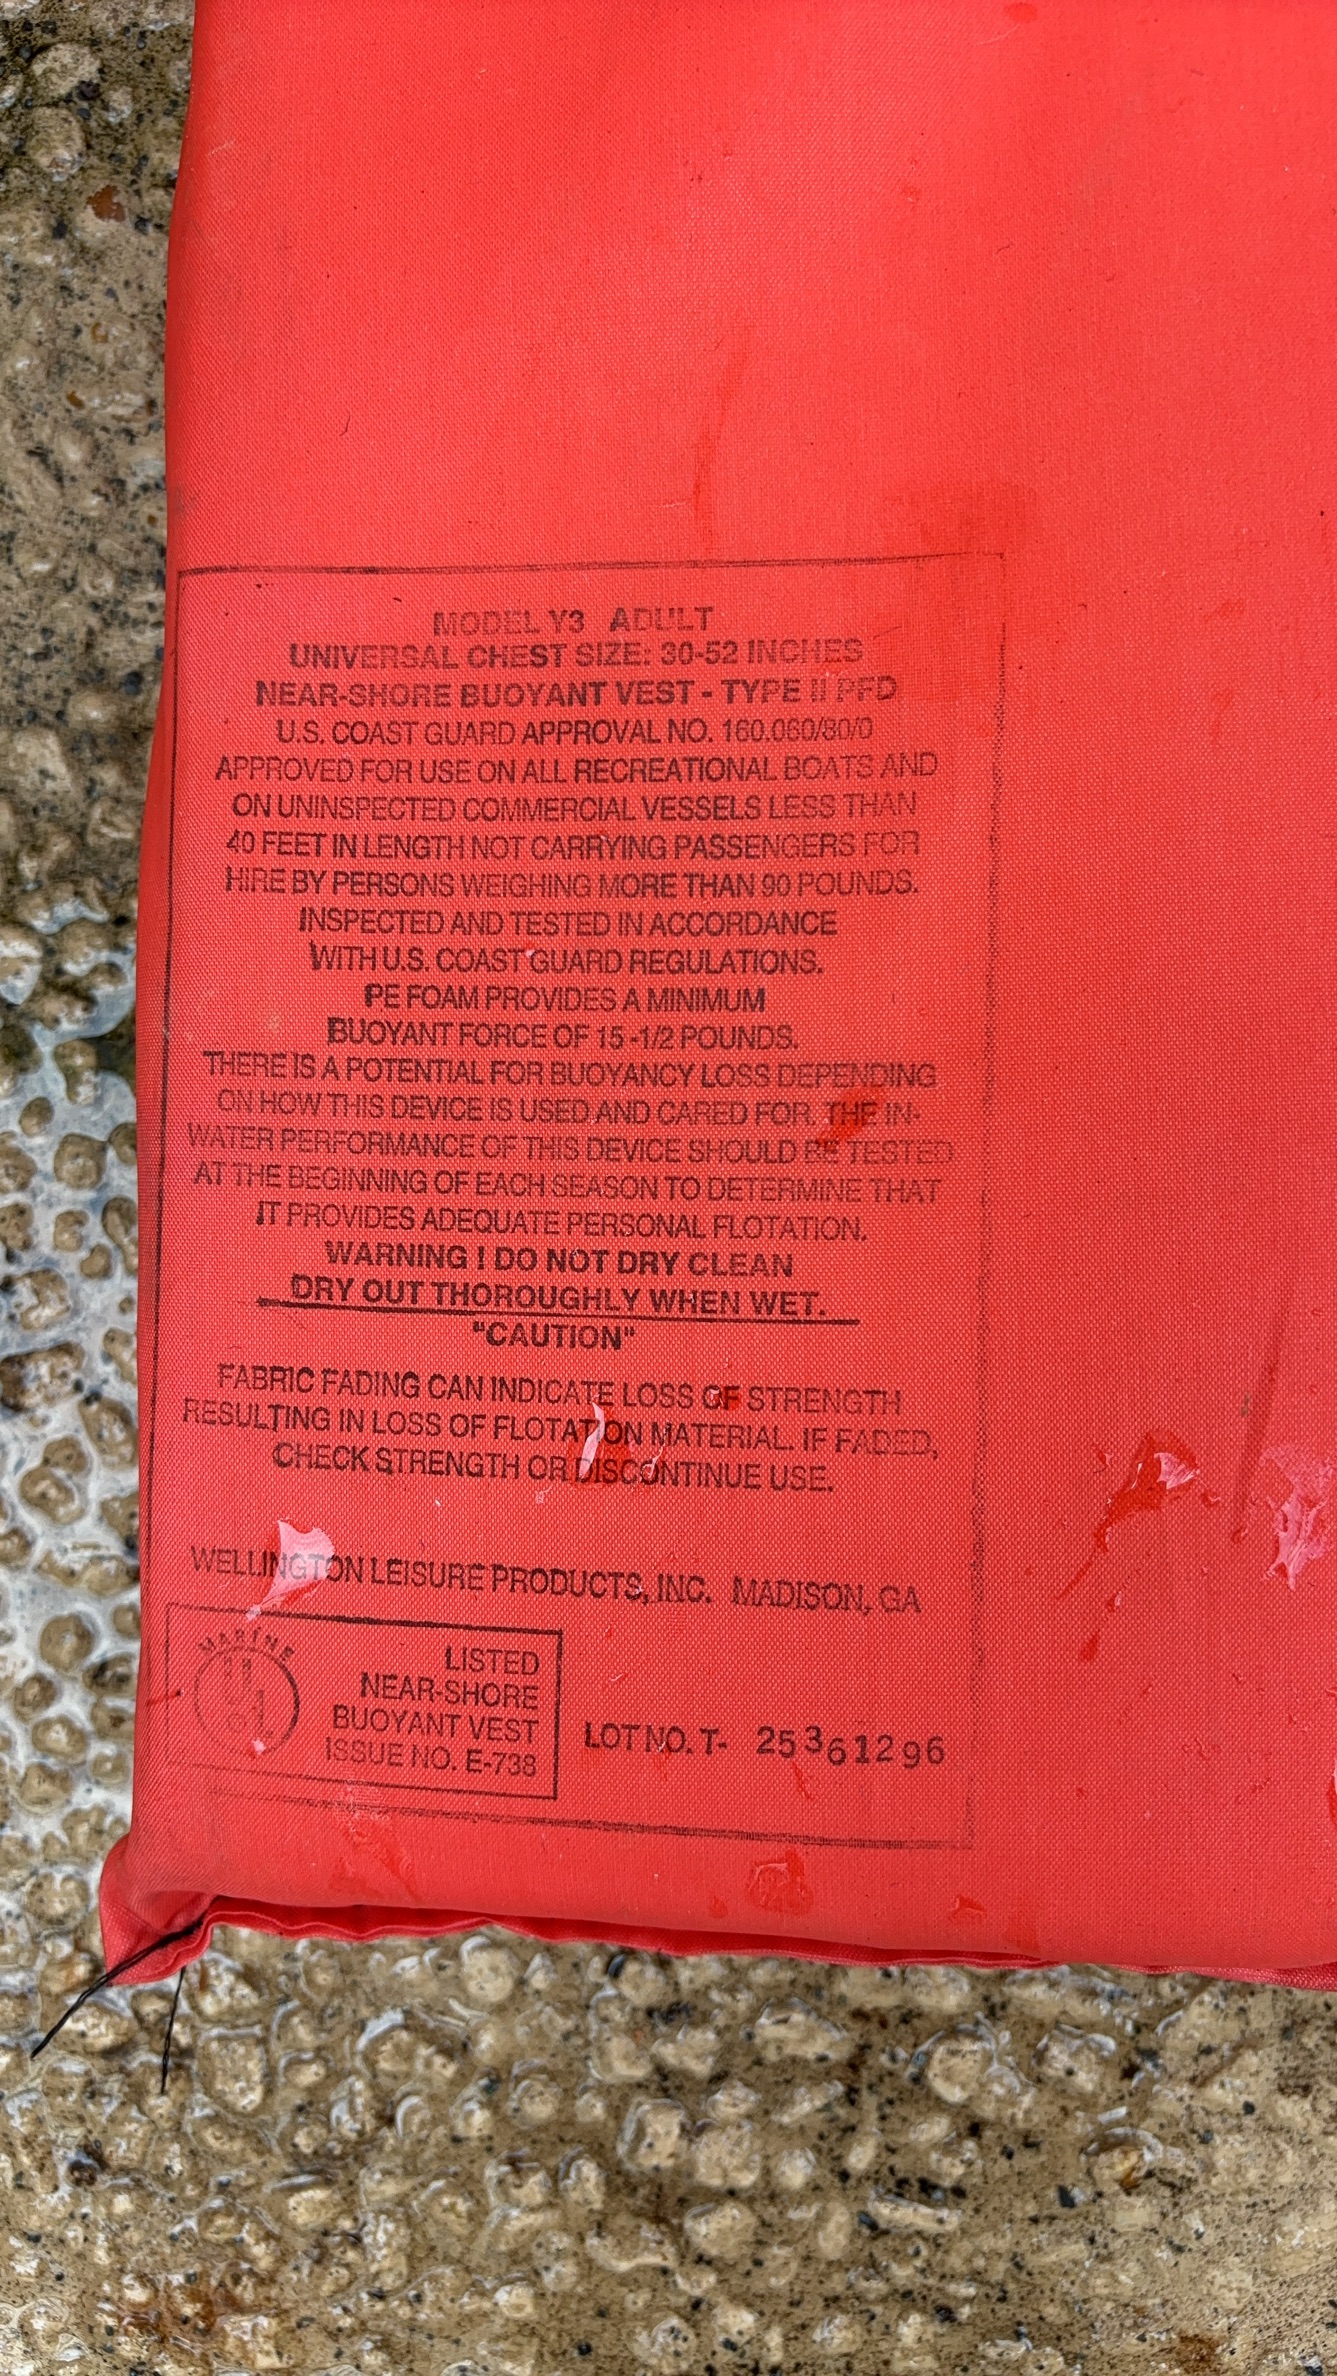 MODEL Y3 ADULT
UNIVERSAL CHEST SIZE: 30-52 INCHES
NEAR-SHORE BUOYANT VEST - TYPE II PFD
U.S. COAST GUARD APPROVAL NO. 160.060/80/0
APPROVED FOR USE ON ALL RECREATIONAL BOATS AND
ON UNINSPECTED COMMERCIAL VESSELS LESS THAN
40 FEET IN LENGTH NOT CARRYING PASSENGERS FOR
HIRE BY PERSONS WEIGHING MORE THAN 90 POUNDS.
INSPECTED AND TESTED IN ACCORDANCE
WITH U.S. COAST GUARD REGULATIONS.
PE FOAM PROVIDES A MINIMUM
BUOYANT FORCE OF 15 -1/2 POUNDS.
THERE IS A POTENTIAL FOR BUOYANCY LOSS DEPENDING
ON HOW THIS DEVICE IS USED AND CARED FOR. THE IN-
WATER PERFORMANCE OF THIS DEVICE SHOULD BE TESTED
AT THE BEGINNING OF EACH SEASON TO DETERMINE THAT
IT PROVIDES ADEQUATE PERSONAL FLOTATION.
WARNING ! DO NOT DRY CLEAN
DRY OUT THOROUGHLY WHEN WET.
"CAUTION"
FABRIC FADING CAN INDICATE LOSS OF STRENGTH
RESULTING IN LOSS OF FLOTATION MATERIAL. IF FADED,
CHECK STRENGTH OR DISCONTINUE USE.
WELLINGTON LEISURE PRODUCTS, INC. MADISON, GA
MARINE
UL
LISTED
NEAR-SHORE
BUOYANT VEST
ISSUE NO. E-738
LOT NO. T- 25361296